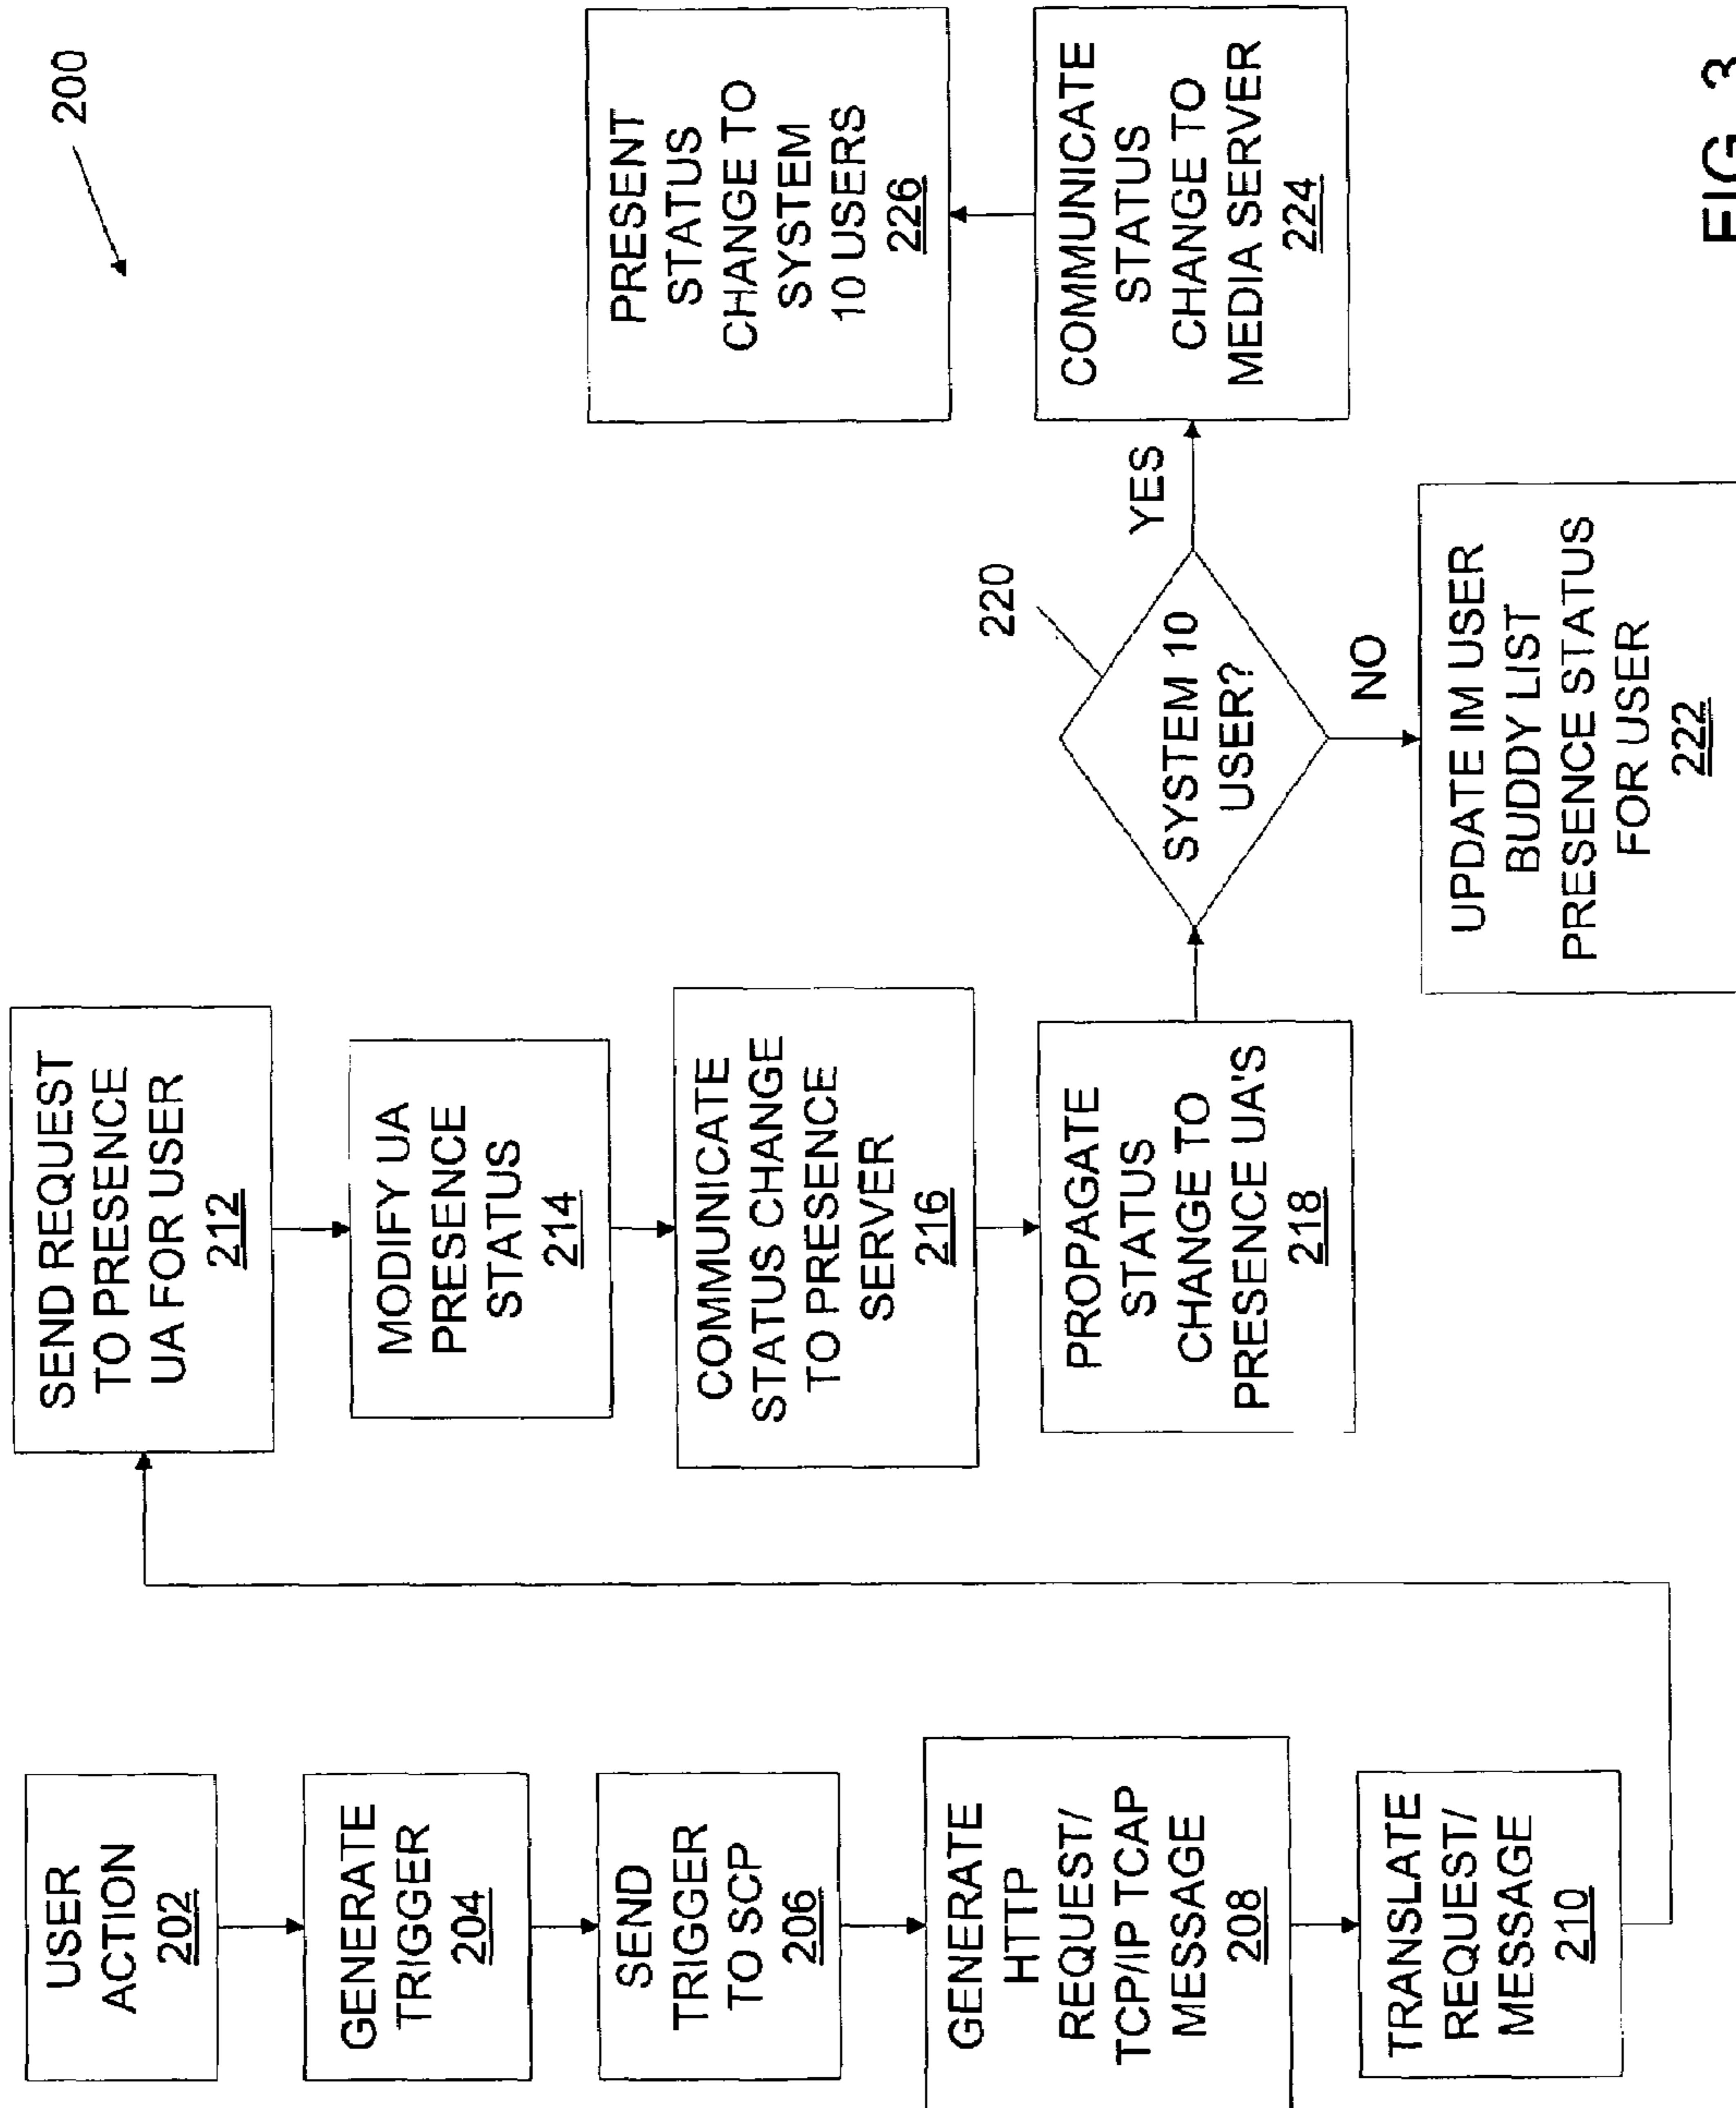 200
USER
ACTION
202
GENERATE
TRIGGER
204
SEND
TRIGGER
TO SCP
206
GENERATE
HTTP
REQUEST/
TCP/IP TCAP
MESSAGE
208
TRANSLATE
REQUEST/
MESSAGE
210
SEND REQUEST
TO PRESENCE
UA FOR USER
212
MODIFY UA
PRESENCE
STATUS
214
COMMUNICATE
STATUS CHANGE
TO PRESENCE
SERVER
216
PROPAGATE
STATUS
CHANGE TO
PRESENCE UA'S
218
220
SYSTEM 10
USER?
NO
YES
UPDATE IM USER
BUDDY LIST
PRESENCE STATUS
FOR USER
222
COMMUNICATE
STATUS
CHANGE TO
MEDIA SERVER
224
PRESENT
STATUS
CHANGE TO
SYSTEM
10 USERS
226
FIG. 3